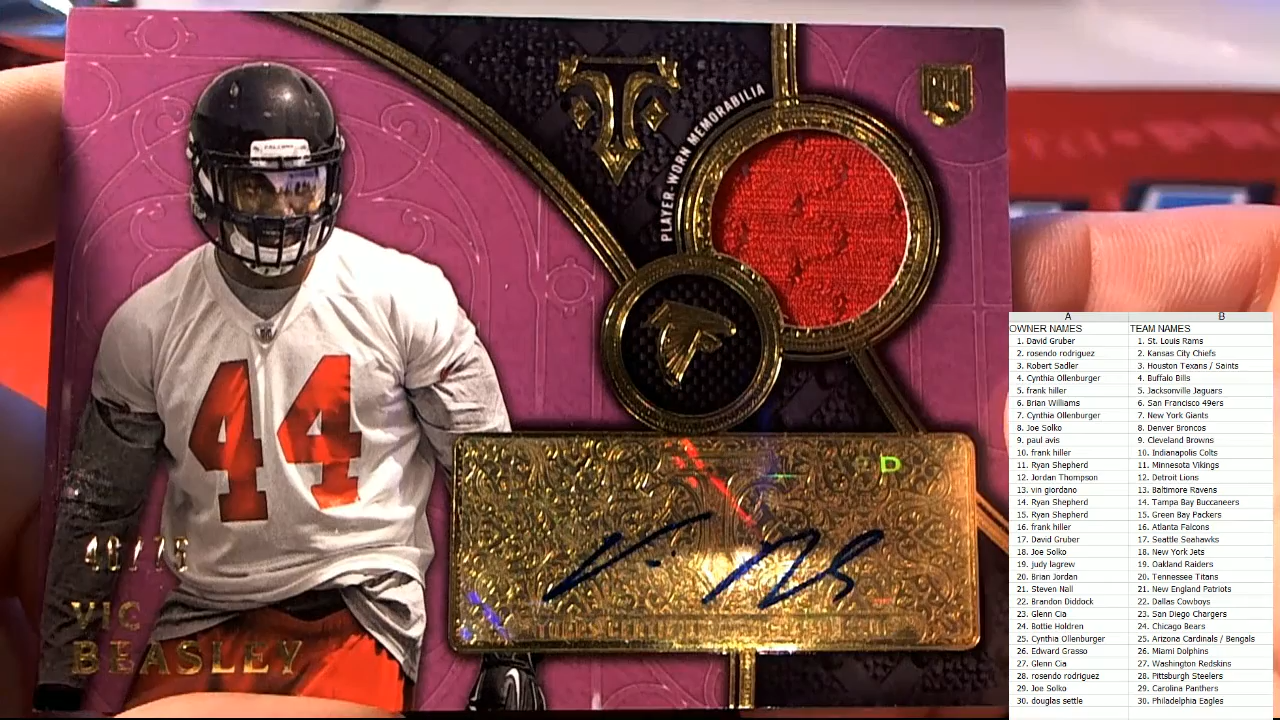 PLAYER-WORN MEMORABILIA
FALCONS
44
VIC
BEASLEY
A B
OWNER NAMES TEAM NAMES
1. David Gruber 1. St. Louis Rams
2. rosendo rodriguez 2. Kansas City Chiefs
3. Robert Sadler 3. Houston Texans / Saints
4. Cynthia Ollenburger 4. Buffalo Bills
5. frank hiller 5. Jacksonville Jaguars
6. Brian Williams 6. San Francisco 49ers
7. Cynthia Ollenburger 7. New York Giants
8. Joe Solko 8. Denver Broncos
9. paul avis 9. Cleveland Browns
10. frank hiller 10. Indianapolis Colts
11. Ryan Shepherd 11. Minnesota Vikings
12. Jordan Thompson 12. Detroit Lions
13. vin giordano 13. Baltimore Ravens
14. Ryan Shepherd 14. Tampa Bay Buccaneers
15. Ryan Shepherd 15. Green Bay Packers
16. frank hiller 16. Atlanta Falcons
17. David Gruber 17. Seattle Seahawks
18. Joe Solko 18. New York Jets
19. judy lagrew 19. Oakland Raiders
20. Brian Jordan 20. Tennessee Titans
21. Steven Nall 21. New England Patriots
22. Brandon Diddock 22. Dallas Cowboys
23. Glenn Cia 23. San Diego Chargers
24. Bottie Holdren 24. Chicago Bears
25. Cynthia Ollenburger 25. Arizona Cardinals / Bengals
26. Edward Grasso 26. Miami Dolphins
27. Glenn Cia 27. Washington Redskins
28. rosendo rodriguez 28. Pittsburgh Steelers
29. Joe Solko 29. Carolina Panthers
30. douglas settle 30. Philadelphia Eagles